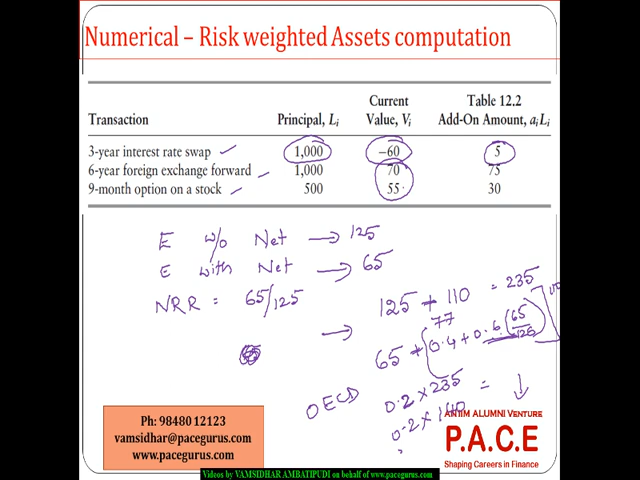 Numerical – Risk weighted Assets computation
Transaction Principal, Li Current Value, Vi Table 12.2 Add-On Amount, aiLi
3-year interest rate swap 1,000 −60 5
6-year foreign exchange forward 1,000 70 75
9-month option on a stock 500 55 30
E w/o Net → 125
E with Net → 65
NRR = 65/125
→ 125 + 110 = 235
77
65 + (0.4 + 0.6 (65/125)
OECD 0.2 × 235 = ↓
0.2 × 140
Ph: 98480 12123
vamsidhar@pacegurus.com
www.pacegurus.com
ALUMNI VENTURE
P.A.C.E
Shaping Careers in Finance
Videos by VAMSIDHAR AMBATIPUDI on behalf of www.pacegurus.com